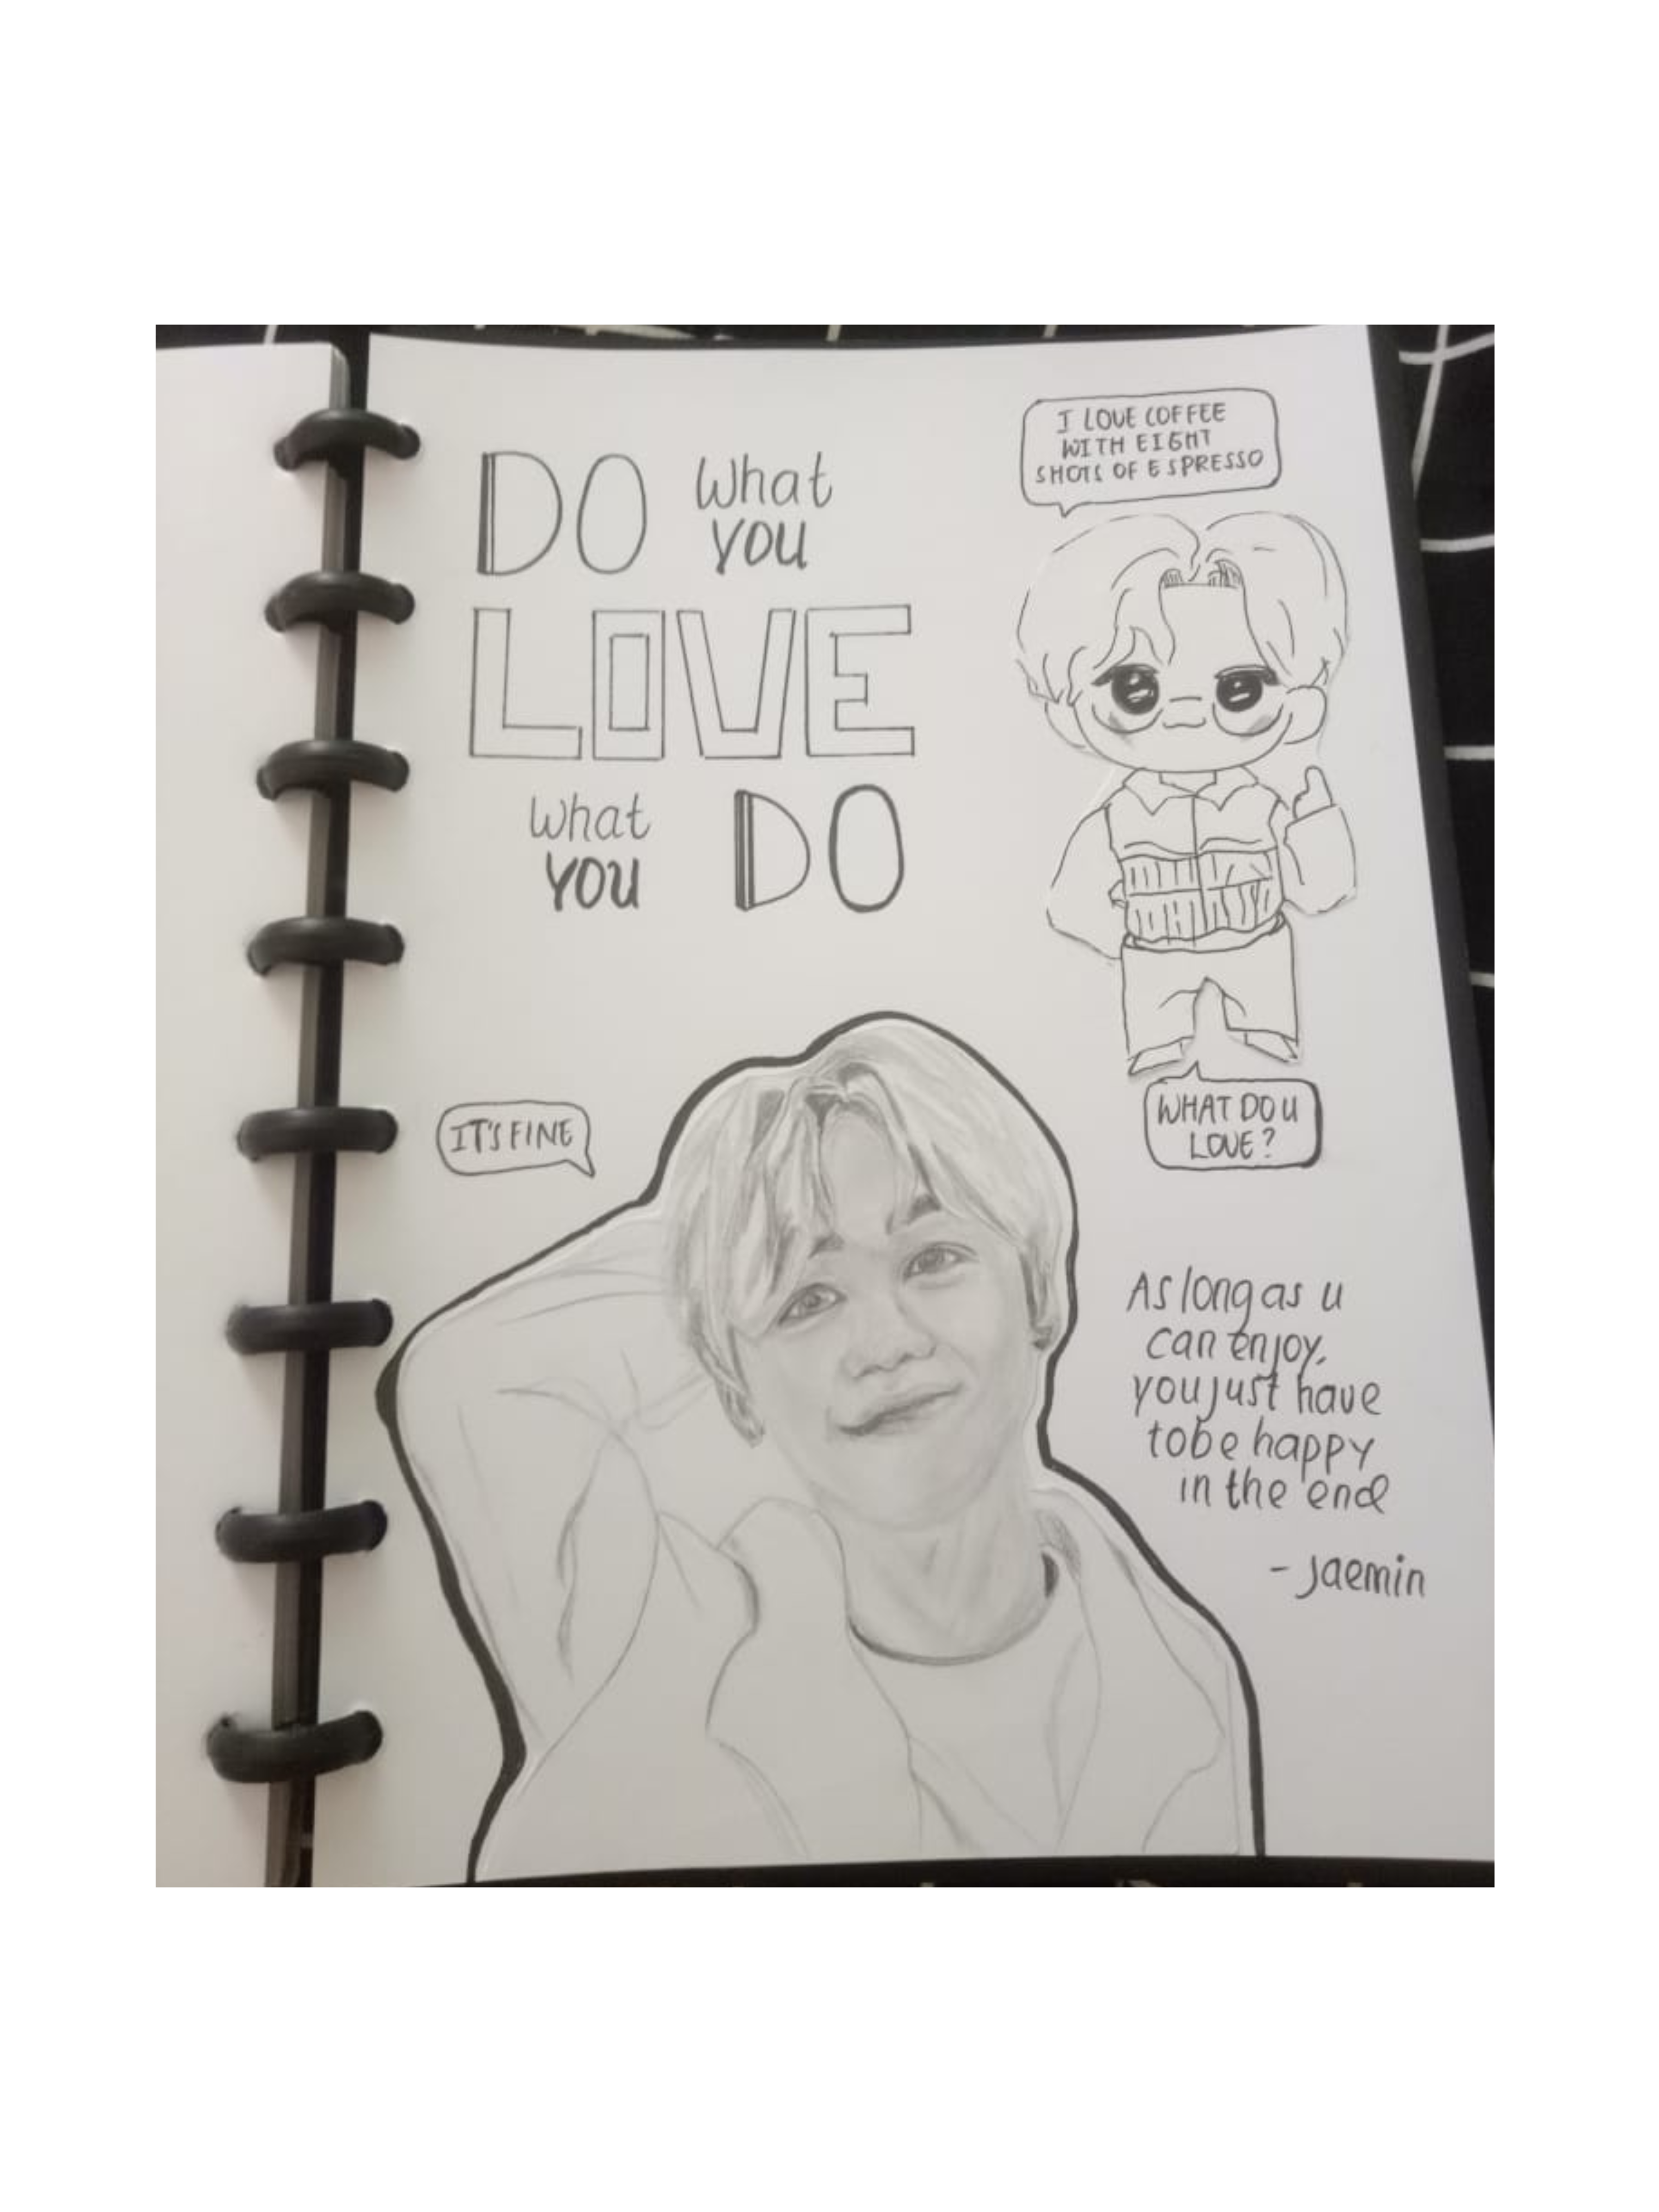 DO What
YOU
LOVE
What
YOU DO
I LOVE COFFEE
WITH EIGHT
SHOTS OF ESPRESSO
WHAT DO U
LOVE?
IT'S FINE
As long as u
can enjoy,
you just have
to be happy
in the end
- Jaemin